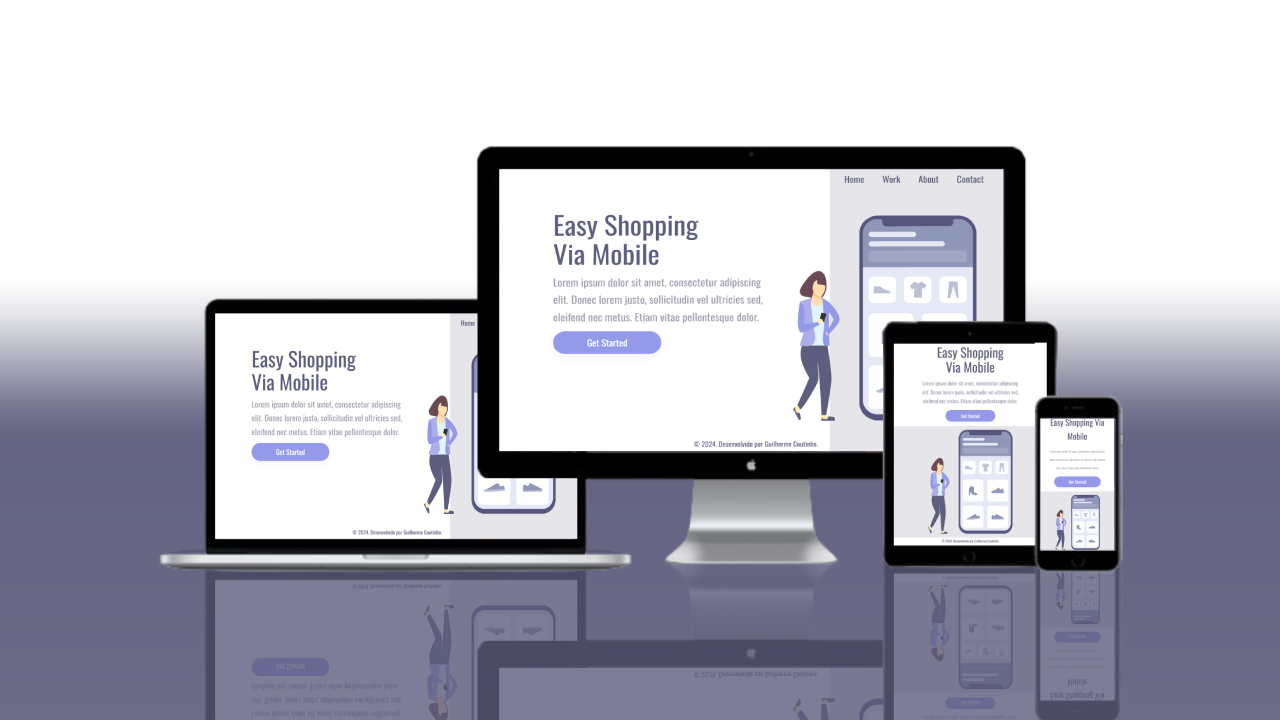 Home Work About Contact
Easy Shopping
Via Mobile
Lorem ipsum dolor sit amet, consectetur adipiscing
elit. Donec lorem justo, sollicitudin vel ultricies sed,
eleifend nec metus. Etiam vitae pellentesque dolor.
Get Started
© 2024. Desenvolvido por Guilherme Coutinho.
Home
Easy Shopping
Via Mobile
Lorem ipsum dolor sit amet, consectetur adipiscing
elit. Donec lorem justo, sollicitudin vel ultricies sed,
eleifend nec metus. Etiam vitae pellentesque dolor.
Get Started
© 2024. Desenvolvido por Guilherme Coutinho.
Easy Shopping
Via Mobile
Lorem ipsum dolor sit amet, consectetur adipiscing
elit. Donec lorem justo, sollicitudin vel ultricies sed,
eleifend nec metus. Etiam vitae pellentesque dolor.
Get Started
© 2024. Desenvolvido por Guilherme Coutinho.
Easy Shopping Via
Mobile
Get Started